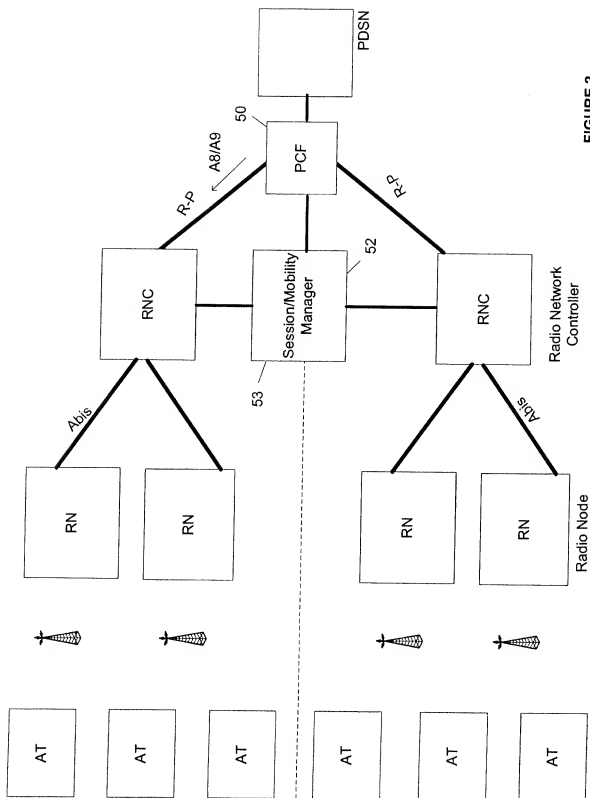 AT
AT
AT
AT
AT
AT
RN
RN
RN
RN
Radio Node
Abis
Abis
53
RNC
Session/Mobility
Manager
RNC
Radio Network
Controller
52
R-P
R-P
A8/A9
50
PCF
PDSN
FIGURE 2